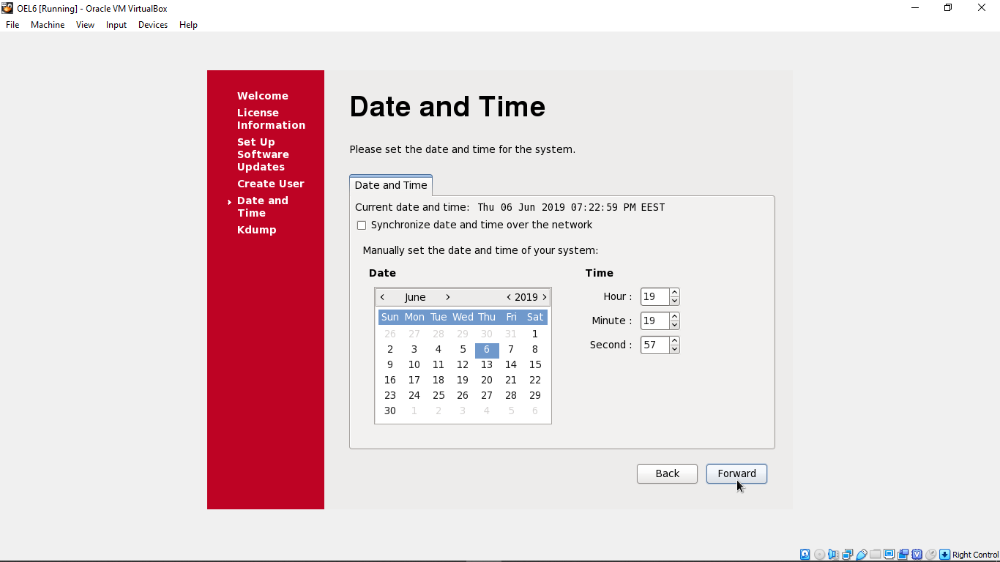 OEL6 [Running] - Oracle VM VirtualBox
File Machine View Input Devices Help
Welcome
License
Information
Set Up
Software
Updates
Create User
Date and
Time
Kdump
Date and Time
Please set the date and time for the system.
Date and Time
Current date and time: Thu 06 Jun 2019 07:22:59 PM EEST
Synchronize date and time over the network
Manually set the date and time of your system:
Date
< June > < 2019 >
Sun Mon Tue Wed Thu Fri Sat
26 27 28 29 30 31 1
2 3 4 5 6 7 8
9 10 11 12 13 14 15
16 17 18 19 20 21 22
23 24 25 26 27 28 29
30 1 2 3 4 5 6
Time
Hour : 19
Minute : 19
Second : 57
Back Forward
Right Control